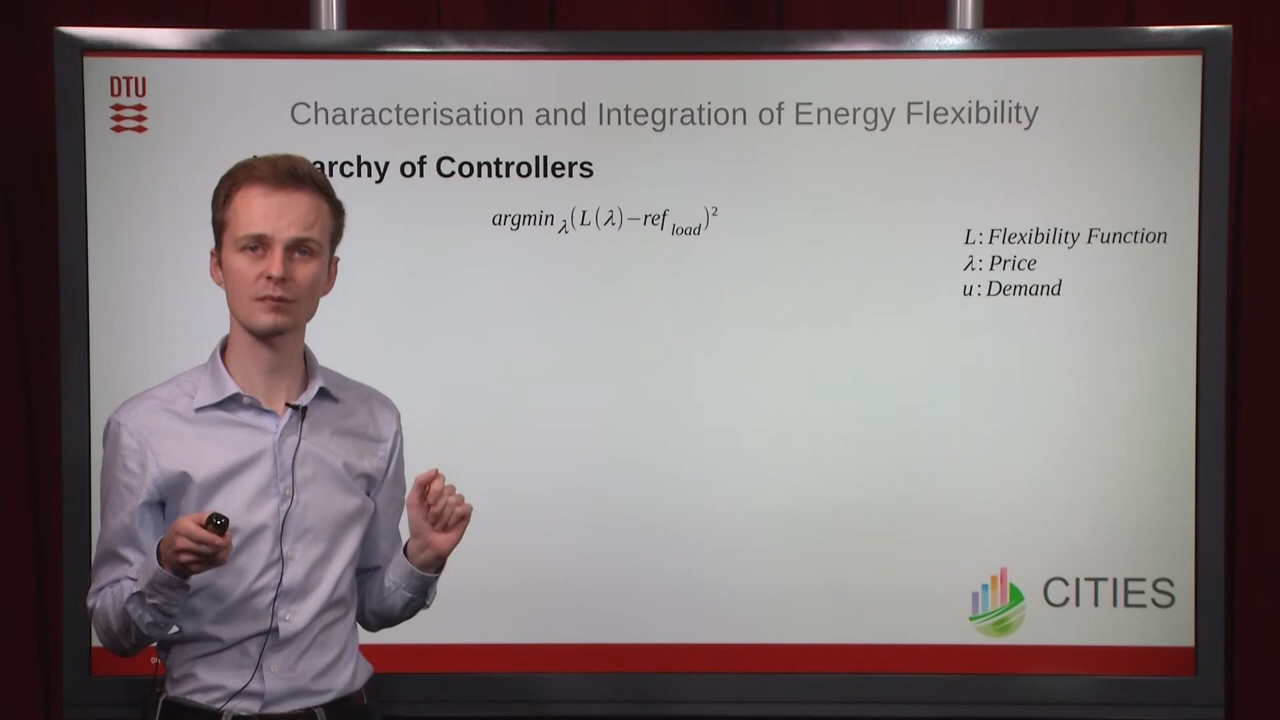 DTU
Characterisation and Integration of Energy Flexibility
archy of Controllers
argmin λ(L(λ)−ref load)²
L: Flexibility Function
λ: Price
u: Demand
CITIES